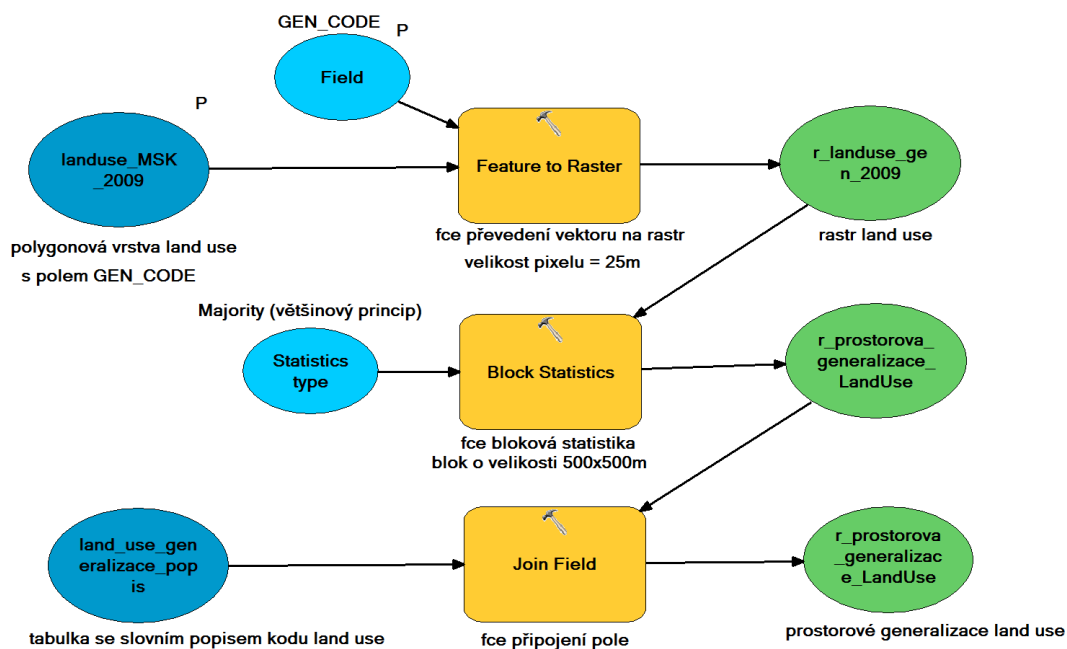 GEN_CODE
P
Field
P
landuse_MSK
_2009
Feature to Raster
r_landuse_ge
n_2009
polygonová vrstva land use
s polem GEN_CODE
fce převedení vektoru na rastr
velikost pixelu = 25m
rastr land use
Majority (většinový princip)
Statistics
type
Block Statistics
r_prostorova_
generalizace_
LandUse
fce bloková statistika
blok o velikosti 500x500m
land_use_gen
eralizace_pop
is
Join Field
r_prostorova
_generalizac
e_LandUse
tabulka se slovním popisem kodu land use
fce připojení pole
prostorové generalizace land use